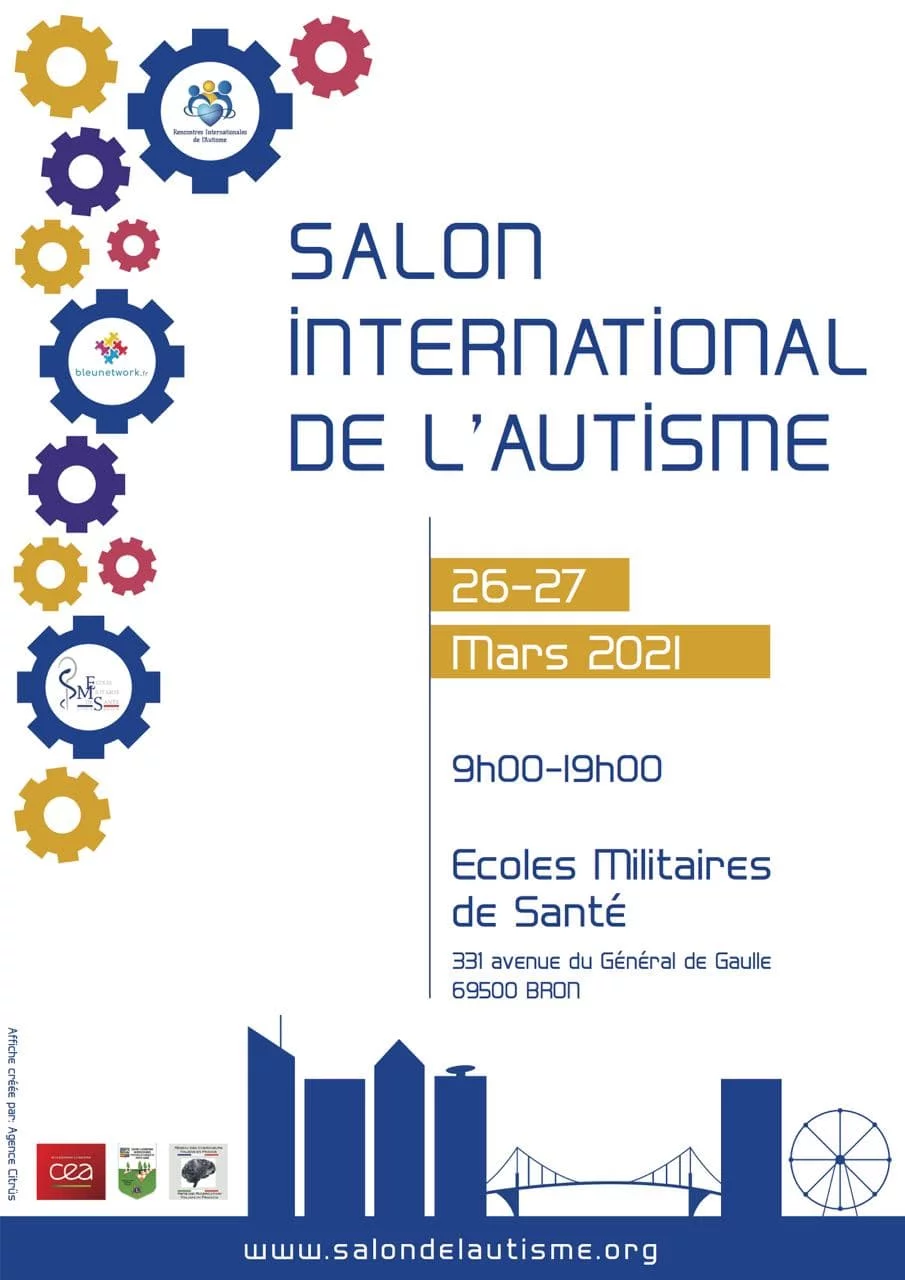 Rencontres Internationales
de l'Autisme
SALON
INTERNATIONAL
DE L'AUTISME
bleunetwork.fr
26-27
Mars 2021
9h00-19h00
Ecoles Militaires
de Santé
331 avenue du Général de Gaulle
69500 BRON
Affiche créée par: Agence Citrüs
cea
www.salondelautisme.org